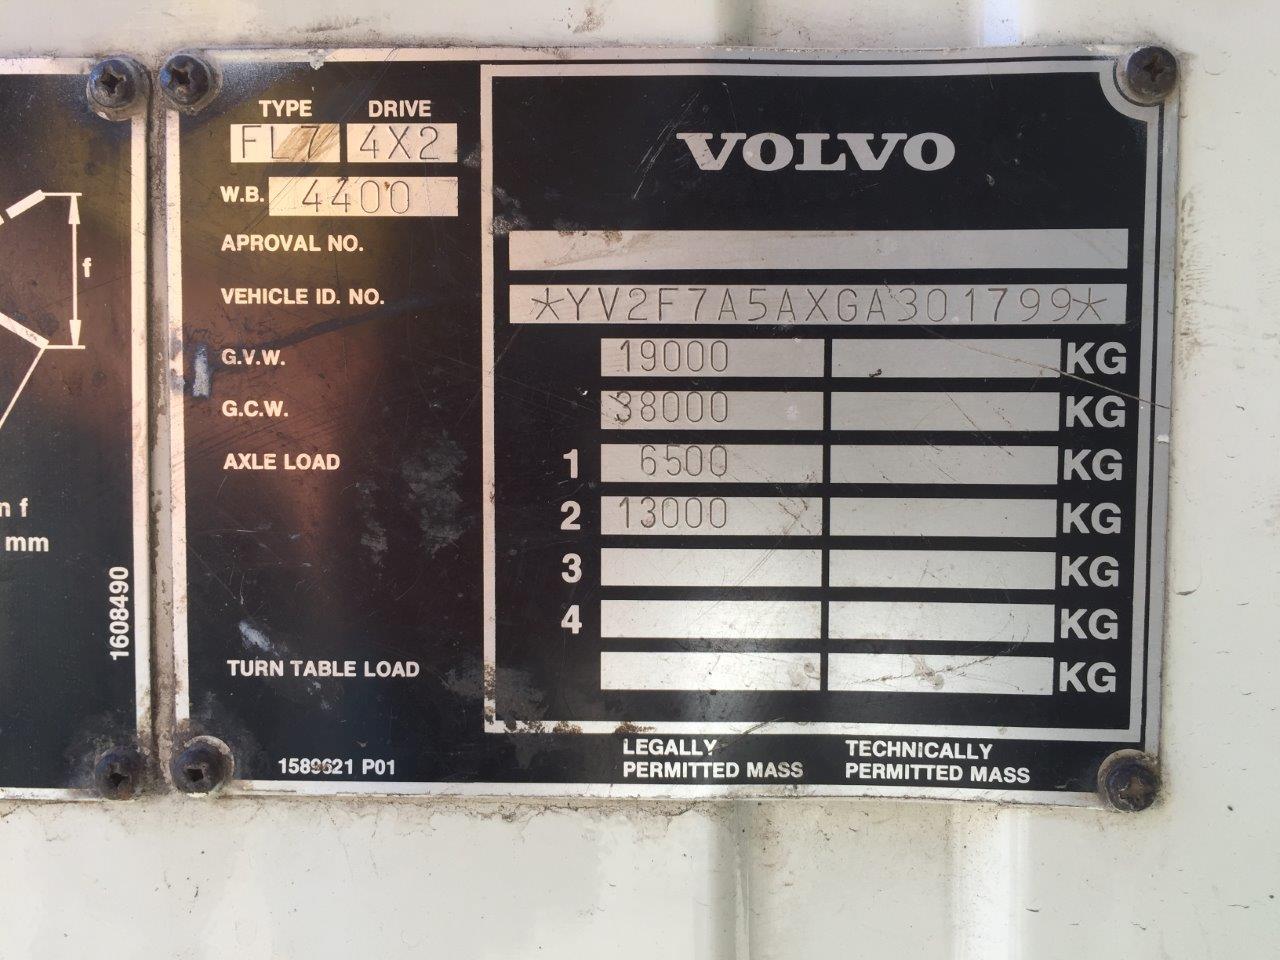 TYPE DRIVE
FL7 4X2
W.B. 4400
APROVAL NO.
VEHICLE ID. NO.
G.V.W.
G.C.W.
AXLE LOAD
TURN TABLE LOAD
1589621 P01
VOLVO
*YV2F7A5AXGA301799*
19000 KG
38000 KG
1 6500 KG
2 13000 KG
3 KG
4 KG
KG
LEGALLY
PERMITTED MASS
TECHNICALLY
PERMITTED MASS
f
n f
mm
1608490